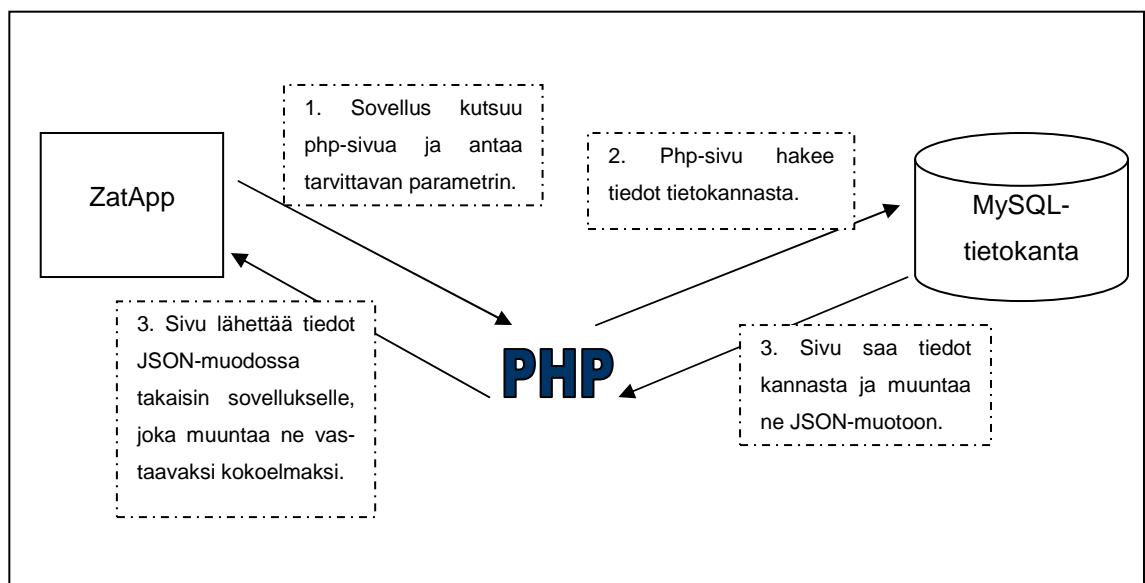 1. Sovellus kutsuu
php-sivua ja antaa
tarvittavan parametrin.
2. Php-sivu hakee
tiedot tietokannasta.
ZatApp
MySQL-
tietokanta
3. Sivu lähettää tiedot
JSON-muodossa
takaisin sovellukselle,
joka muuntaa ne vas-
taavaksi kokoelmaksi.
PHP
3. Sivu saa tiedot
kannasta ja muuntaa
ne JSON-muotoon.